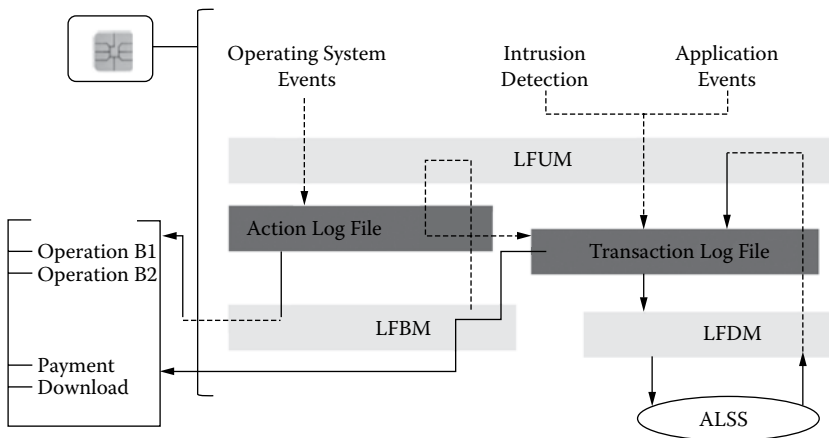 Operating System
Events
Intrusion
Detection
Application
Events
LFUM
Action Log File
Transaction Log File
Operation B1
Operation B2
LFBM
LFDM
Payment
Download
ALSS